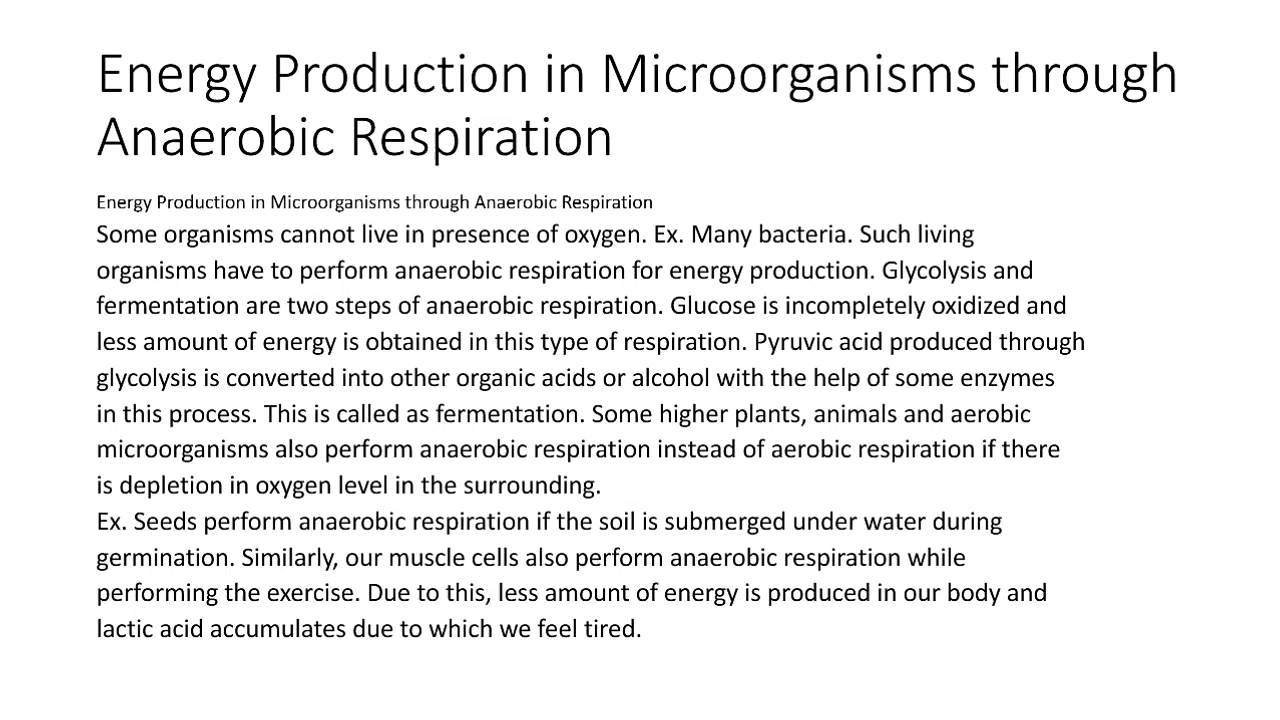 Energy Production in Microorganisms through
Anaerobic Respiration
Energy Production in Microorganisms through Anaerobic Respiration
Some organisms cannot live in presence of oxygen. Ex. Many bacteria. Such living
organisms have to perform anaerobic respiration for energy production. Glycolysis and
fermentation are two steps of anaerobic respiration. Glucose is incompletely oxidized and
less amount of energy is obtained in this type of respiration. Pyruvic acid produced through
glycolysis is converted into other organic acids or alcohol with the help of some enzymes
in this process. This is called as fermentation. Some higher plants, animals and aerobic
microorganisms also perform anaerobic respiration instead of aerobic respiration if there
is depletion in oxygen level in the surrounding.
Ex. Seeds perform anaerobic respiration if the soil is submerged under water during
germination. Similarly, our muscle cells also perform anaerobic respiration while
performing the exercise. Due to this, less amount of energy is produced in our body and
lactic acid accumulates due to which we feel tired.